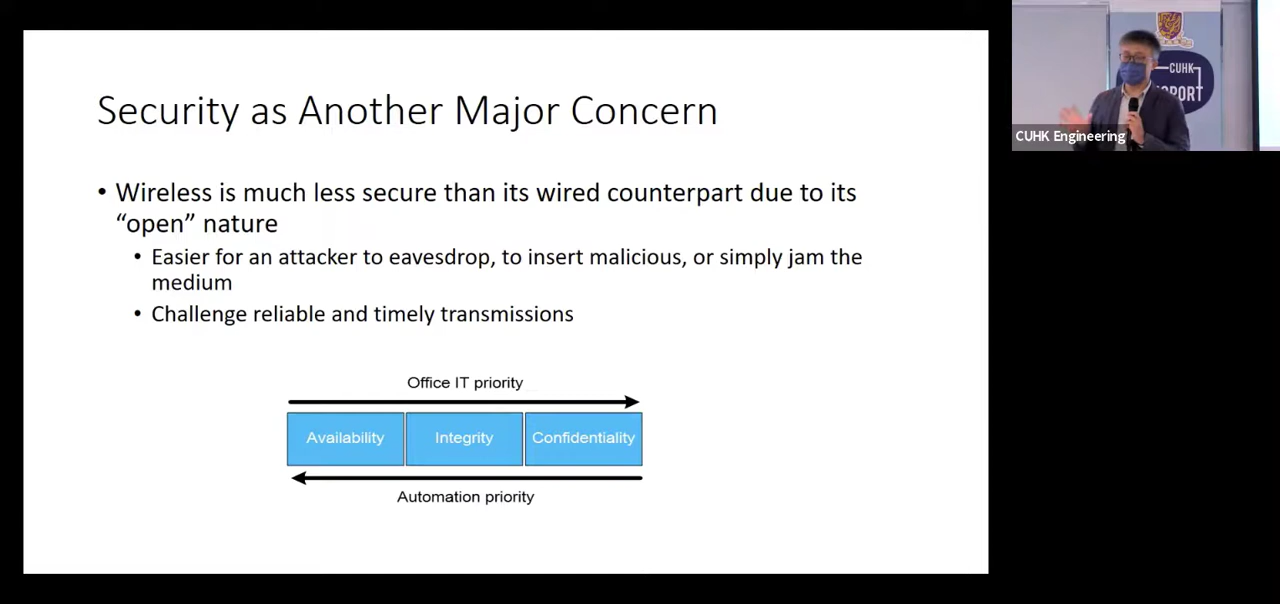 Security as Another Major Concern
• Wireless is much less secure than its wired counterpart due to its
“open” nature
• Easier for an attacker to eavesdrop, to insert malicious, or simply jam the
medium
• Challenge reliable and timely transmissions
Office IT priority
Availability Integrity Confidentiality
Automation priority
CUHK
PORT
CUHK Engineering